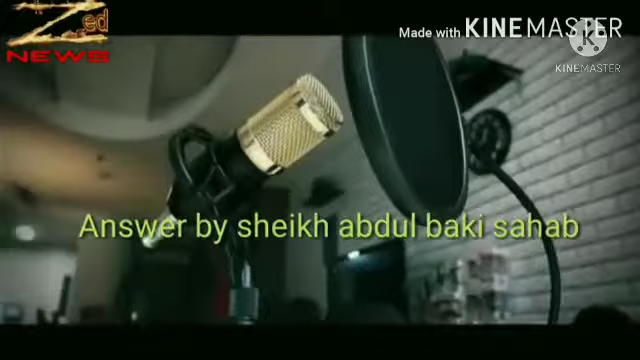 Zed
NEWS
Made with KINEMASTER
KINEMASTER
Answer by sheikh abdul baki sahab